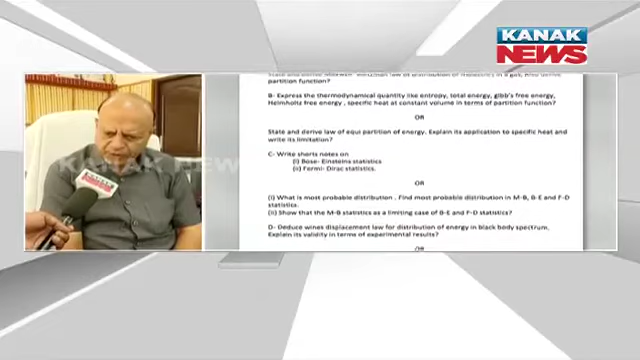 KANAK
NEWS
partition function?
B- Express the thermodynamical quantity like entropy, total energy, gibb's free energy,
Helmholtz free energy , specific heat at constant volume in terms of partition function?
OR
State and derive law of equi partition of energy. Explain its application to specific heat and
write its limitation?
C- Write shorts notes on
(i) Bose- Einsteins statistics
(ii) Fermi- Dirac statistics.
OR
(i) What is most probable distribution . Find most probable distribution in M-B, B-E and F-D
statistics.
(ii) Show that the M-B statistics as a limiting case of B-E and F-D statistics?
D- Deduce wines displacement law for distribution of energy in black body spectrum,
Explain its validity in terms of experimental results?
OR
KANAK NEWS